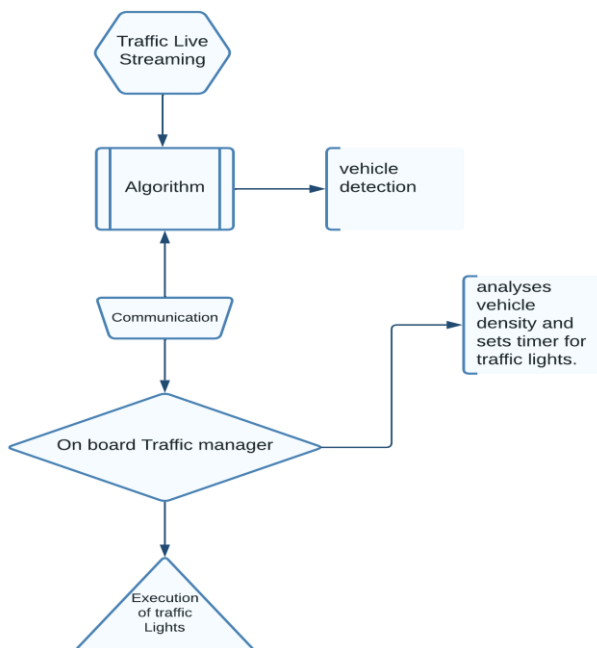 Traffic Live
Streaming
Algorithm
vehicle
detection
Communication
analyses
vehicle
density and
sets timer for
traffic lights.
On board Traffic manager
Execution
of traffic
Lights